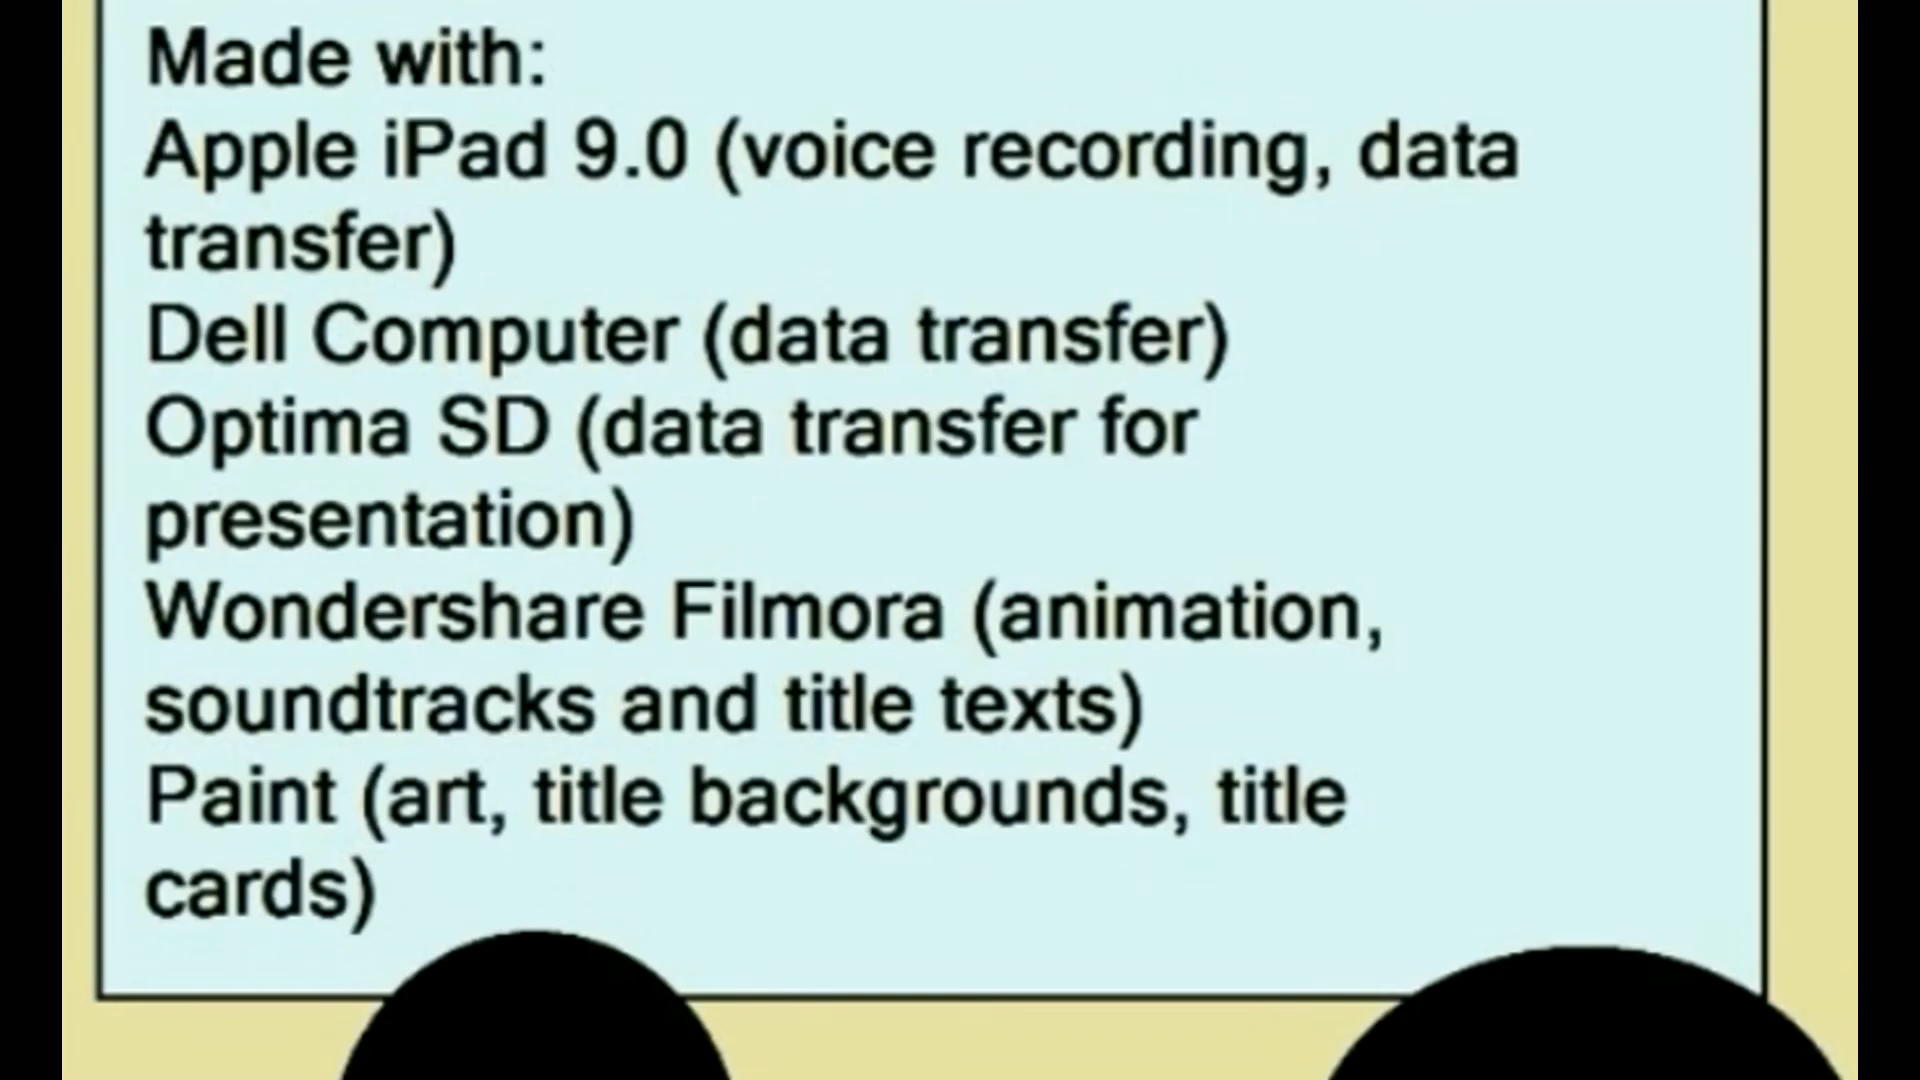 Made with:
Apple iPad 9.0 (voice recording, data
transfer)
Dell Computer (data transfer)
Optima SD (data transfer for
presentation)
Wondershare Filmora (animation,
soundtracks and title texts)
Paint (art, title backgrounds, title
cards)